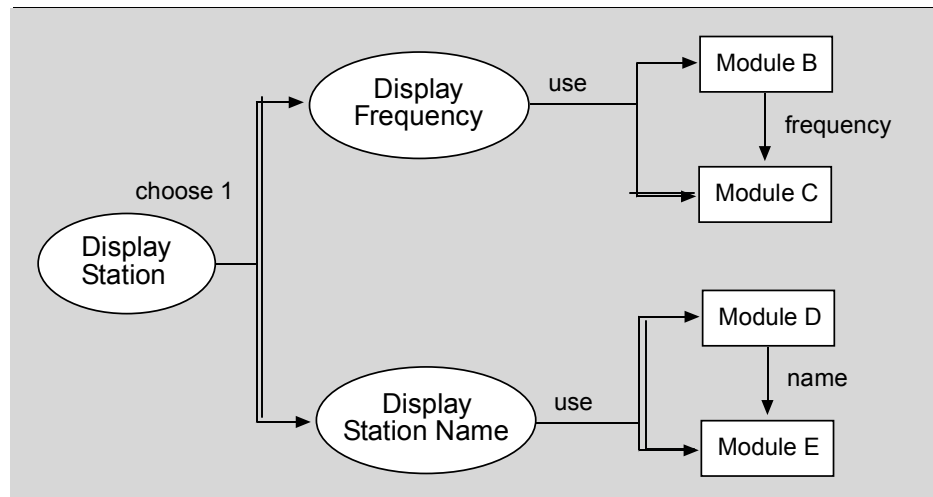 Display
Frequency
use
Module B
frequency
Module C
choose 1
Display
Station
Module D
name
Module E
Display
Station Name
use